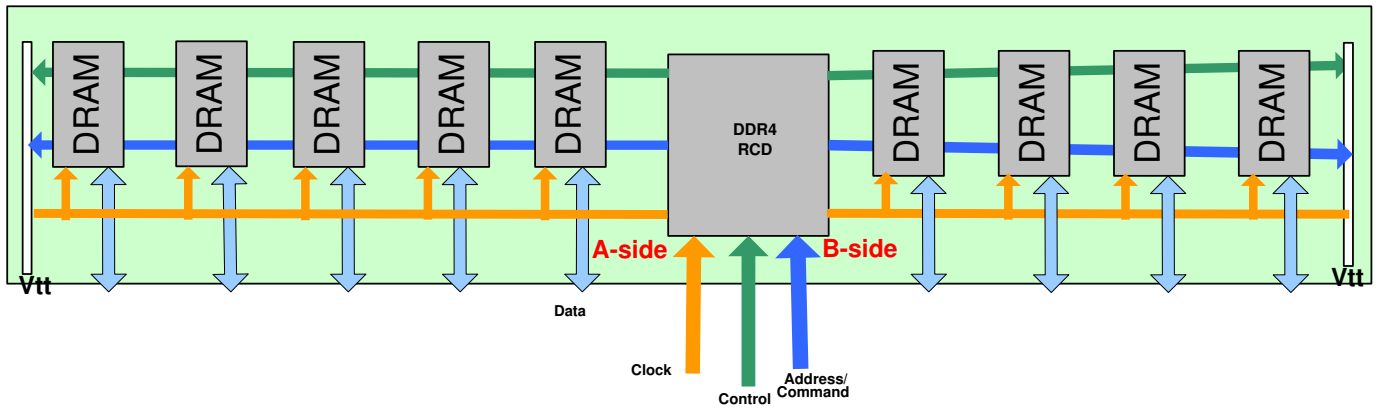 DRAM
DRAM
DRAM
DRAM
DRAM
DDR4
RCD
DRAM
DRAM
DRAM
DRAM
A-side
B-side
Vtt
Vtt
Data
Clock
Control
Address/
Command